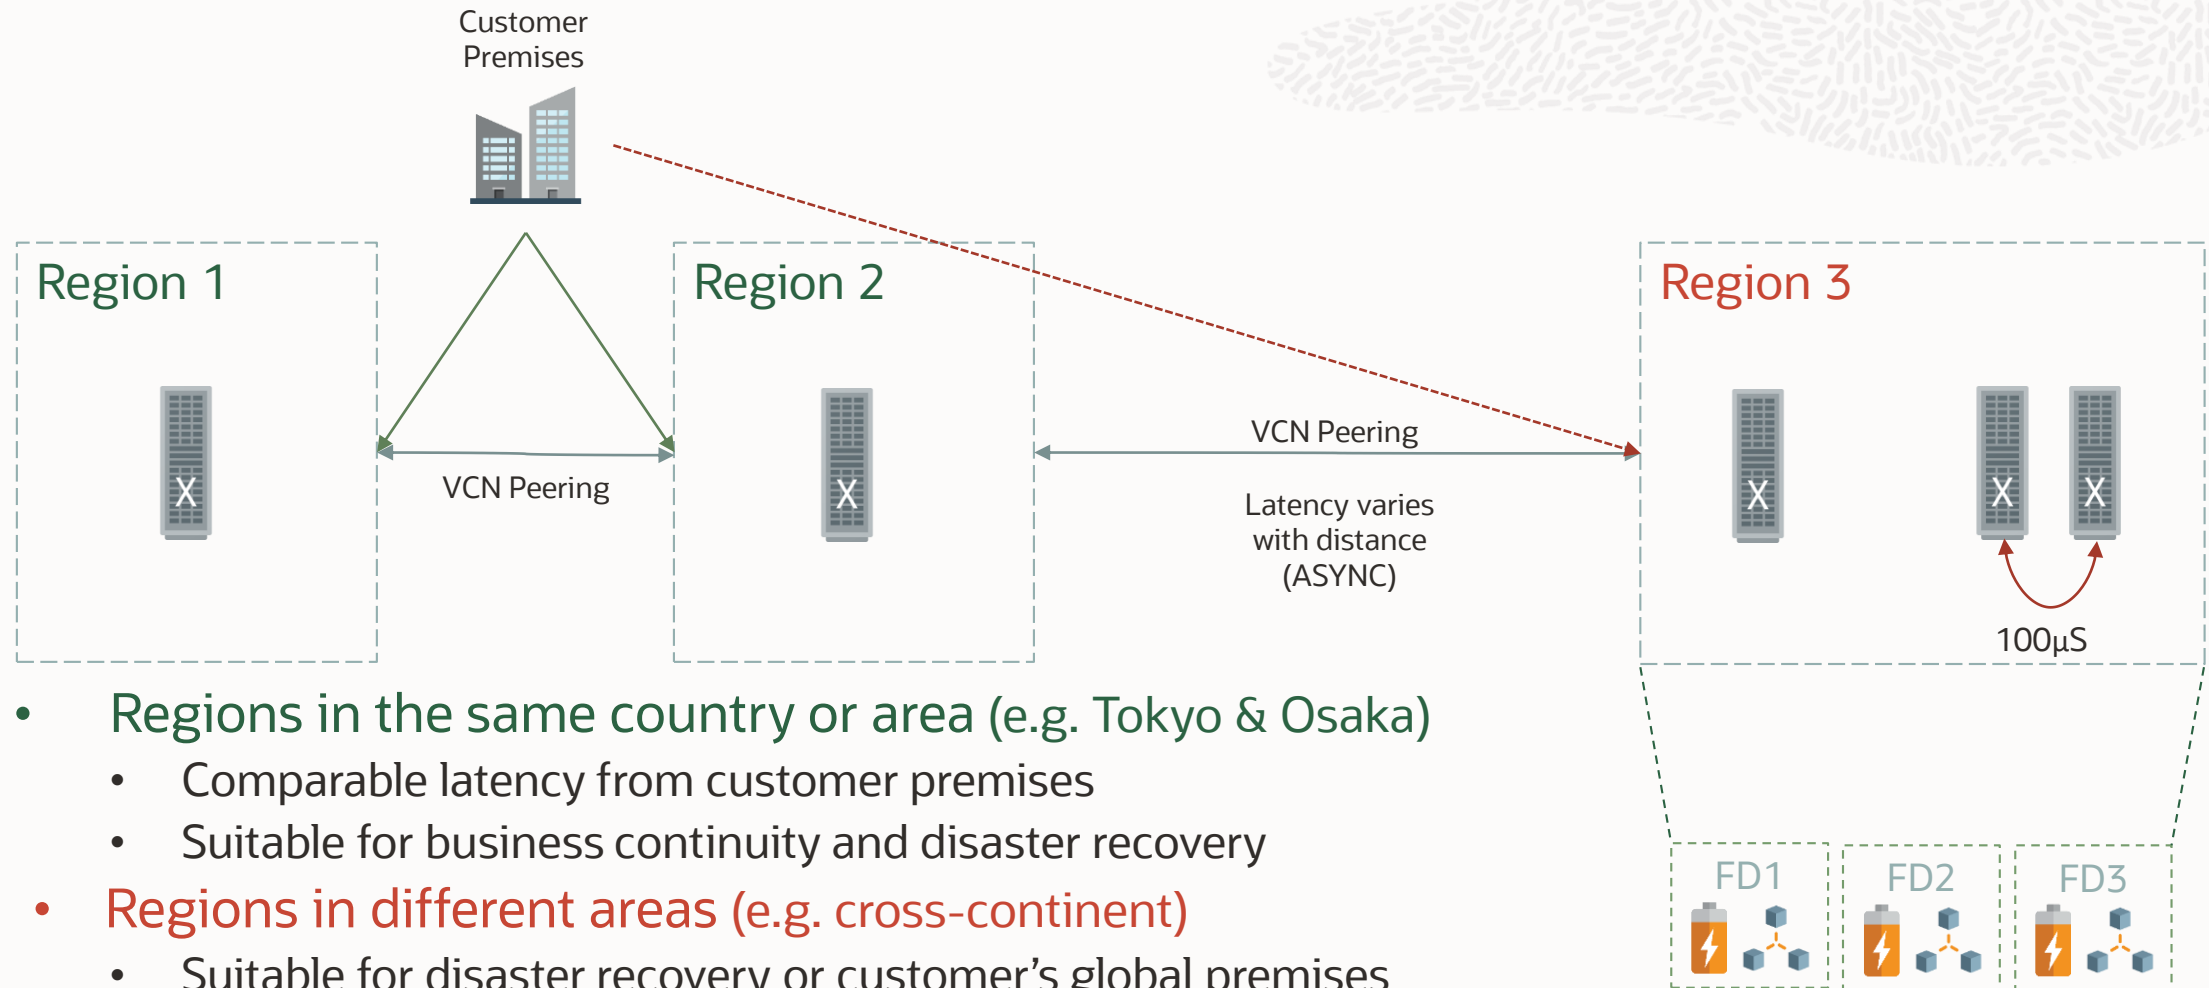 Customer
Premises
Region 1
Region 2
Region 3
X
X
X
X
X
VCN Peering
VCN Peering
Latency varies
with distance
(ASYNC)
100µS
• Regions in the same country or area (e.g. Tokyo & Osaka)
• Comparable latency from customer premises
• Suitable for business continuity and disaster recovery
• Regions in different areas (e.g. cross-continent)
• Suitable for disaster recovery or customer’s global premises
FD1
FD2
FD3